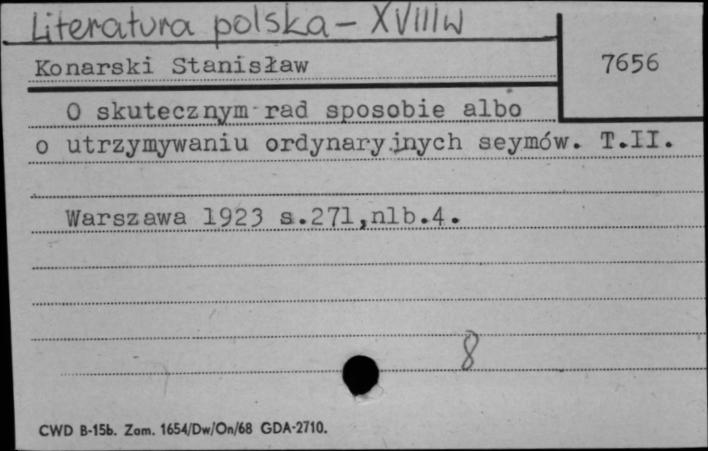 Literatura polska - XVIIIw
Konarski Stanisław
7656
O skutecznym rad sposobie albo
o utrzymywaniu ordynaryjnych seymów. T.II.
Warszawa 1923 s.271,nlb.4.
8
CWD B-15b. Zam. 1654/Dw/On/68 GDA-2710.